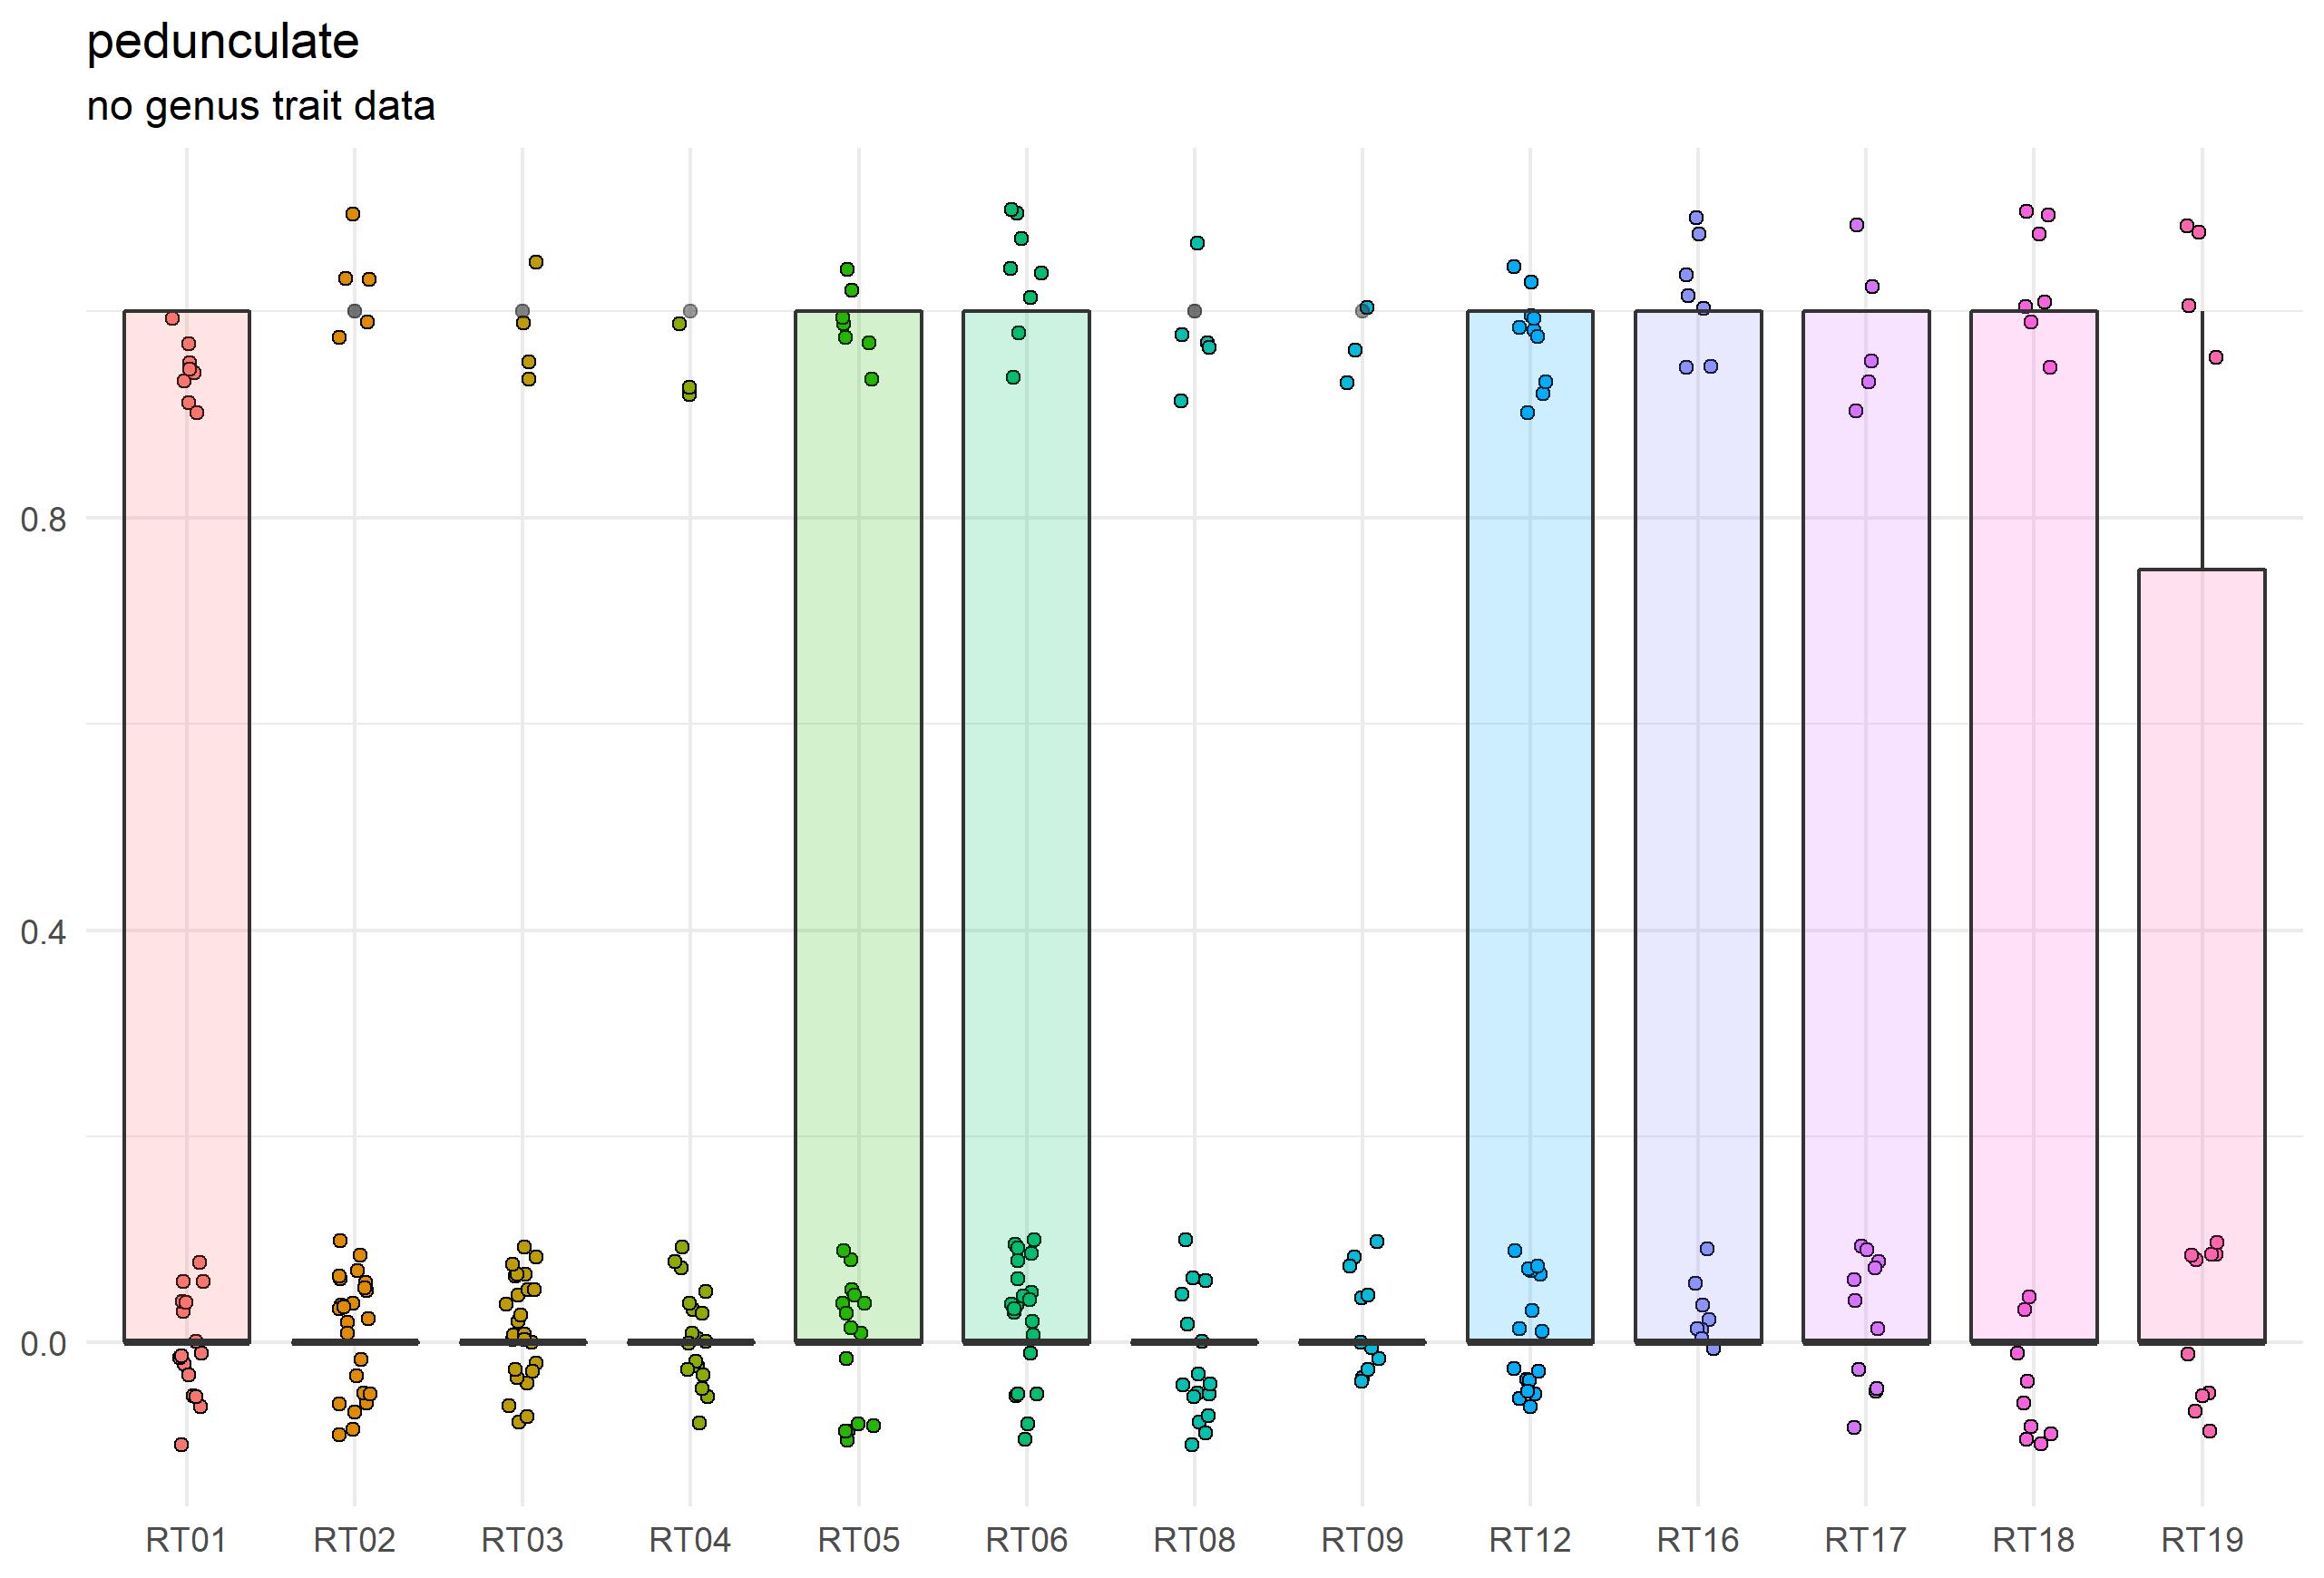 pedunculate
no genus trait data
0.8
0.4
0.0
RT01 RT02 RT03 RT04 RT05 RT06 RT08 RT09 RT12 RT16 RT17 RT18 RT19